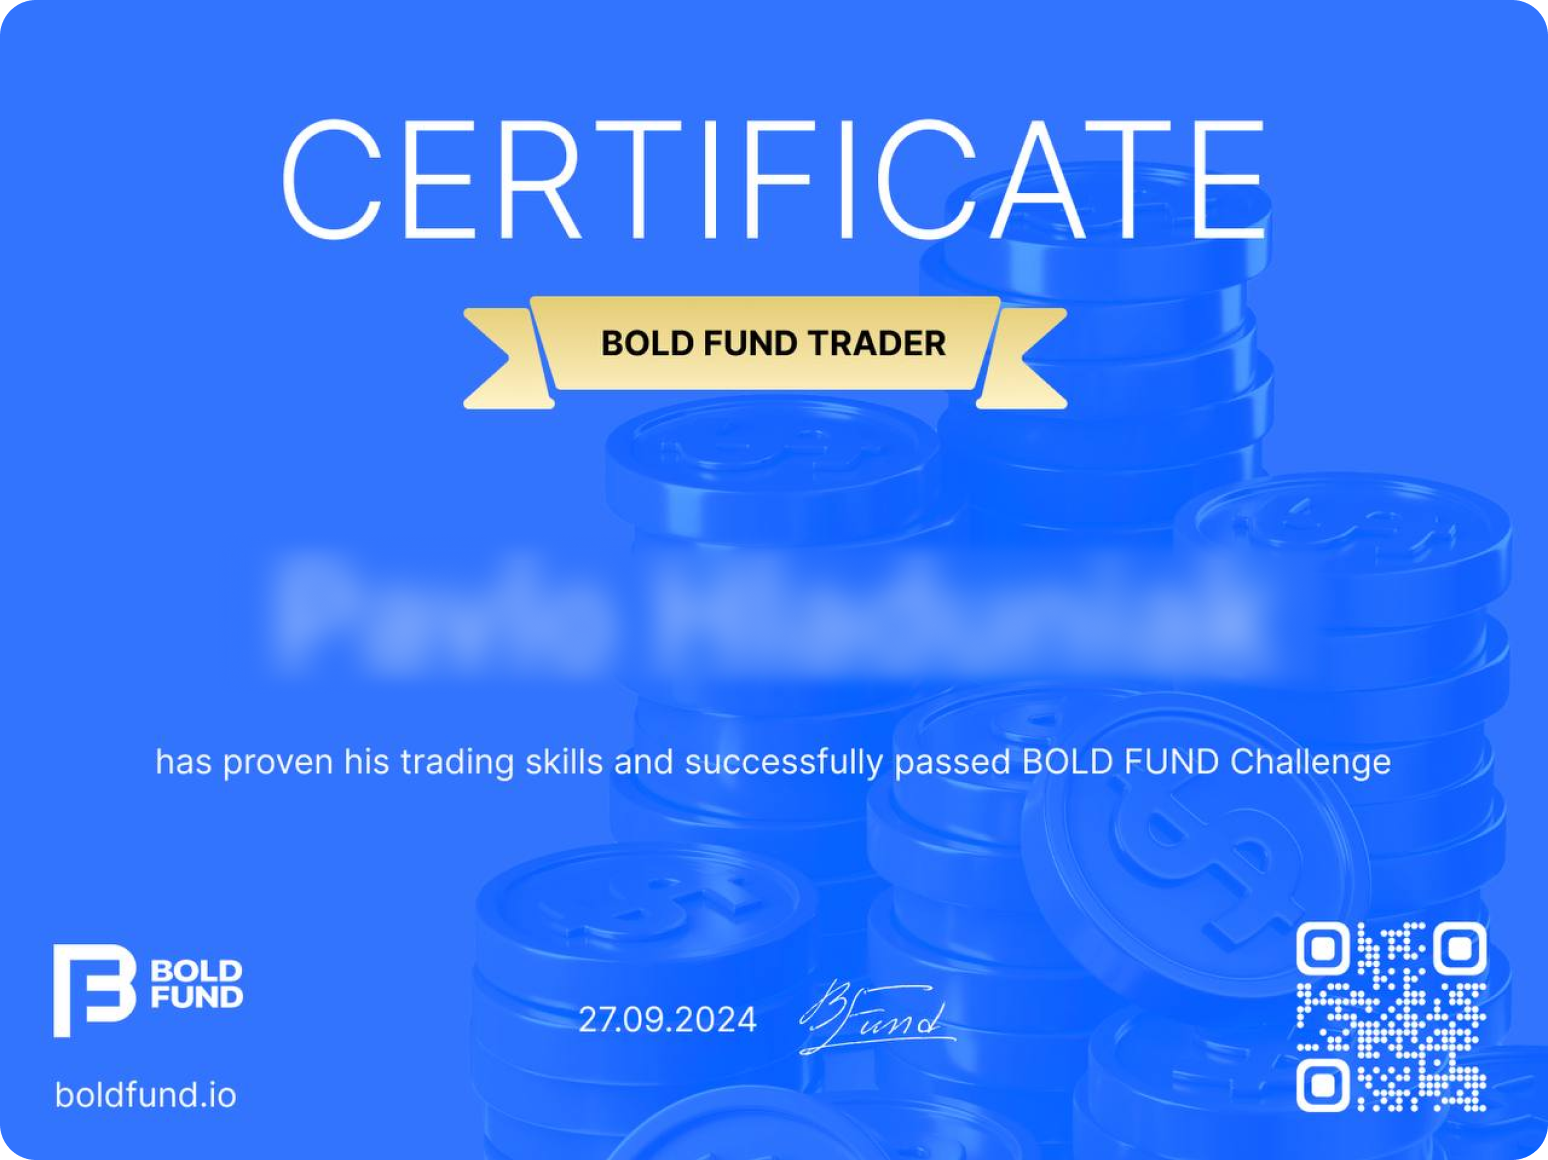 CERTIFICATE
BOLD FUND TRADER
has proven his trading skills and successfully passed BOLD FUND Challenge
BOLD
FUND
27.09.2024
BFund
boldfund.io